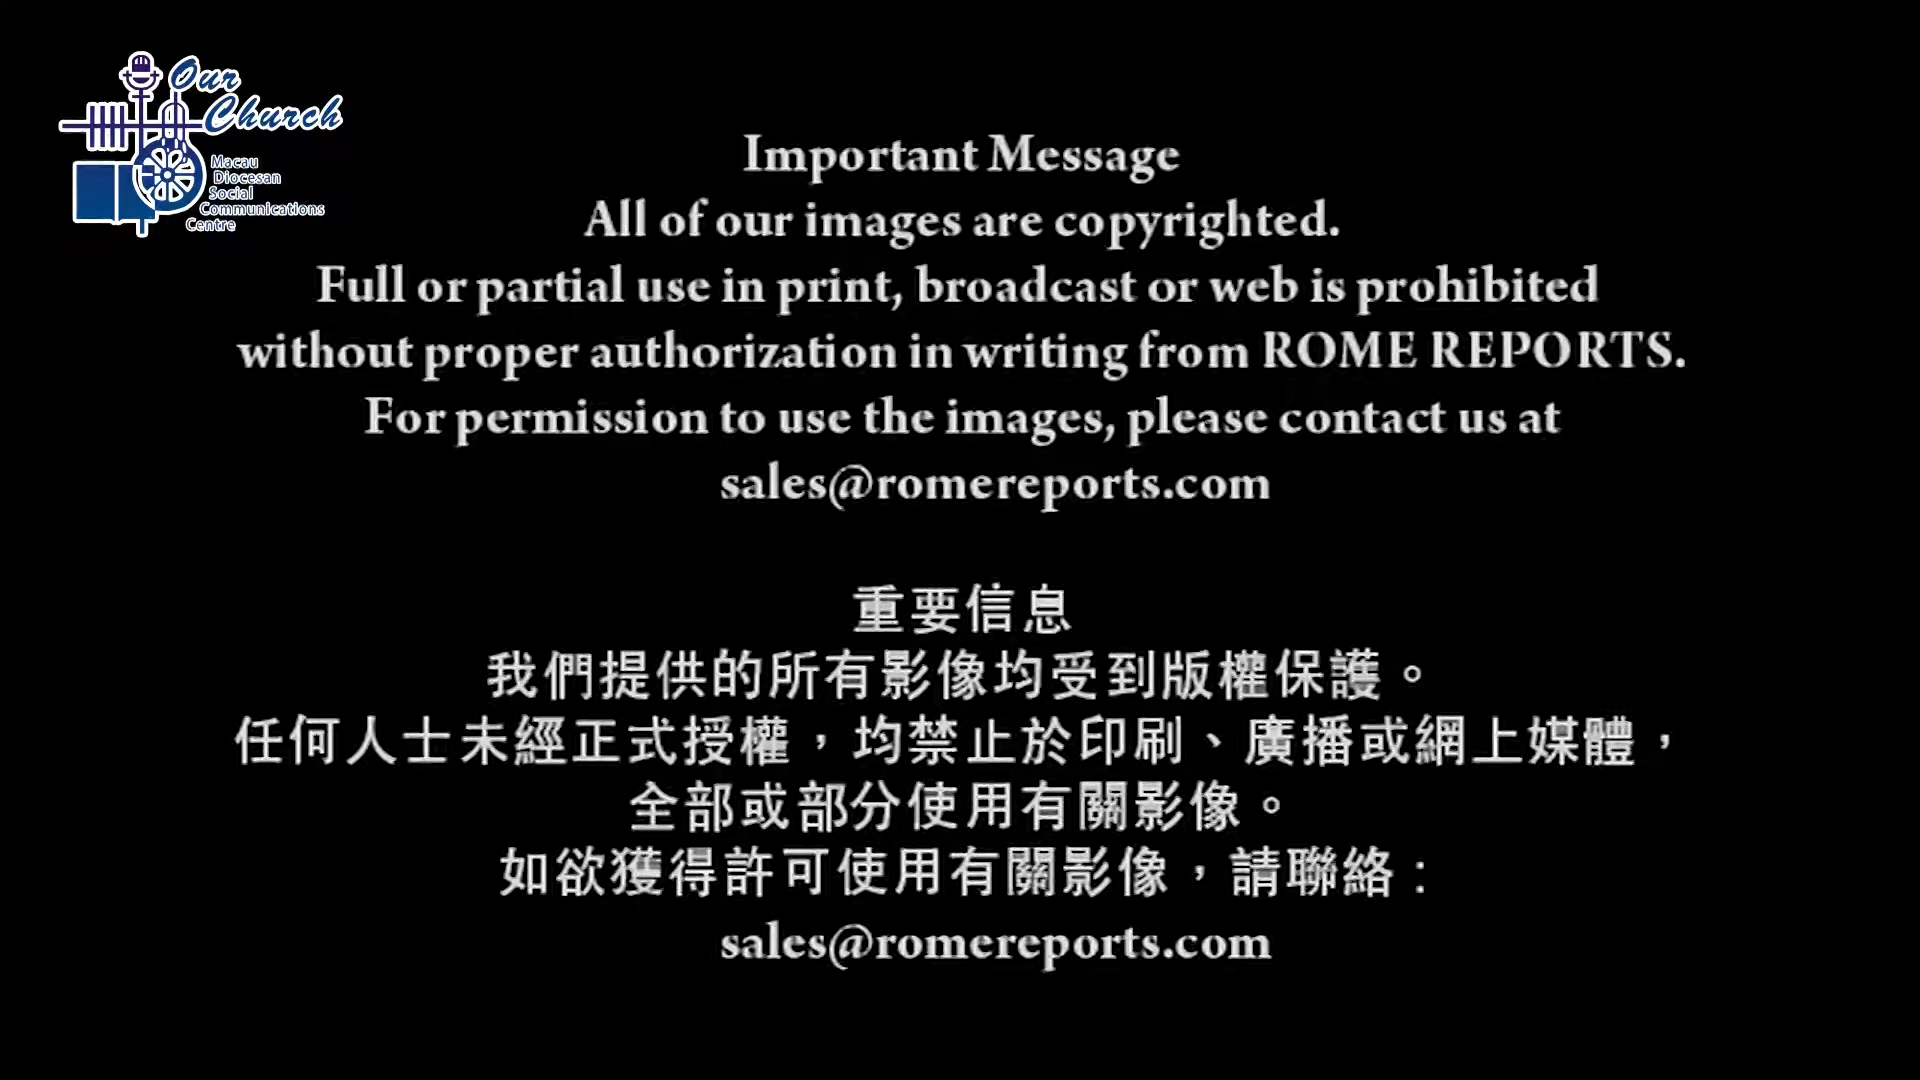 Our
Church
Macau
Diocesan
Social
Communications
Centre
Important Message
All of our images are copyrighted.
Full or partial use in print, broadcast or web is prohibited
without proper authorization in writing from ROME REPORTS.
For permission to use the images, please contact us at
sales@romereports.com
重要信息
我們提供的所有影像均受到版權保護。
任何人士未經正式授權，均禁止於印刷、廣播或網上媒體，
全部或部分使用有關影像。
如欲獲得許可使用有關影像，請聯絡：
sales@romereports.com